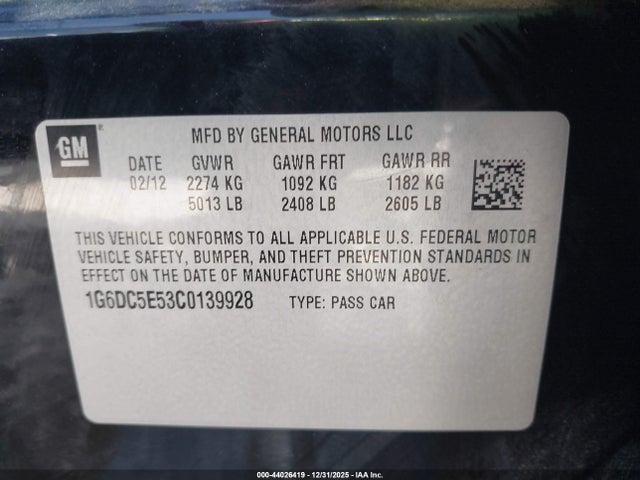 GM ®
MFD BY GENERAL MOTORS LLC
DATE GVWR GAWR FRT GAWR RR
02/12 2274 KG 1092 KG 1182 KG
5013 LB 2408 LB 2605 LB
THIS VEHICLE CONFORMS TO ALL APPLICABLE U.S. FEDERAL MOTOR
VEHICLE SAFETY, BUMPER, AND THEFT PREVENTION STANDARDS IN
EFFECT ON THE DATE OF MANUFACTURE SHOWN ABOVE.
1G6DC5E53C0139928 TYPE: PASS CAR
000-44026419 - 12/31/2025 - IAA Inc.